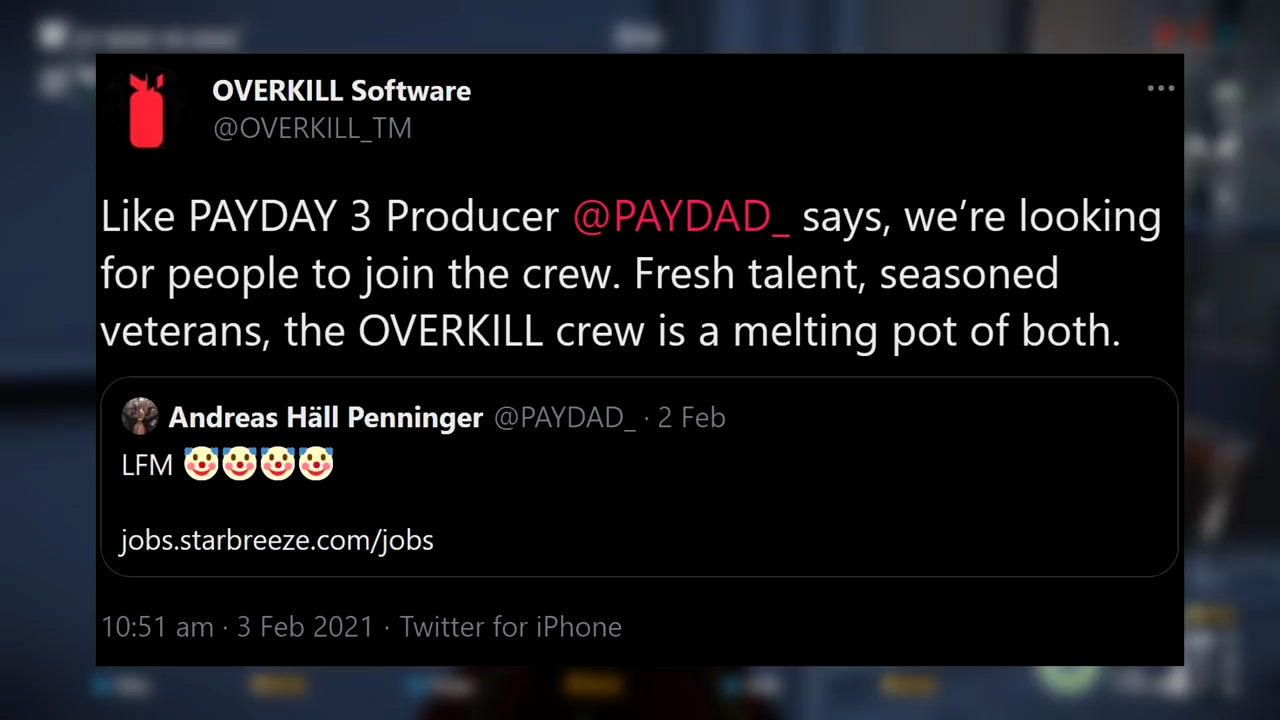 OVERKILL Software
@OVERKILL_TM
Like PAYDAY 3 Producer @PAYDAD_ says, we’re looking
for people to join the crew. Fresh talent, seasoned
veterans, the OVERKILL crew is a melting pot of both.
Andreas Häll Penninger @PAYDAD_ · 2 Feb
LFM 🤡🤡🤡🤡
jobs.starbreeze.com/jobs
10:51 am · 3 Feb 2021 · Twitter for iPhone